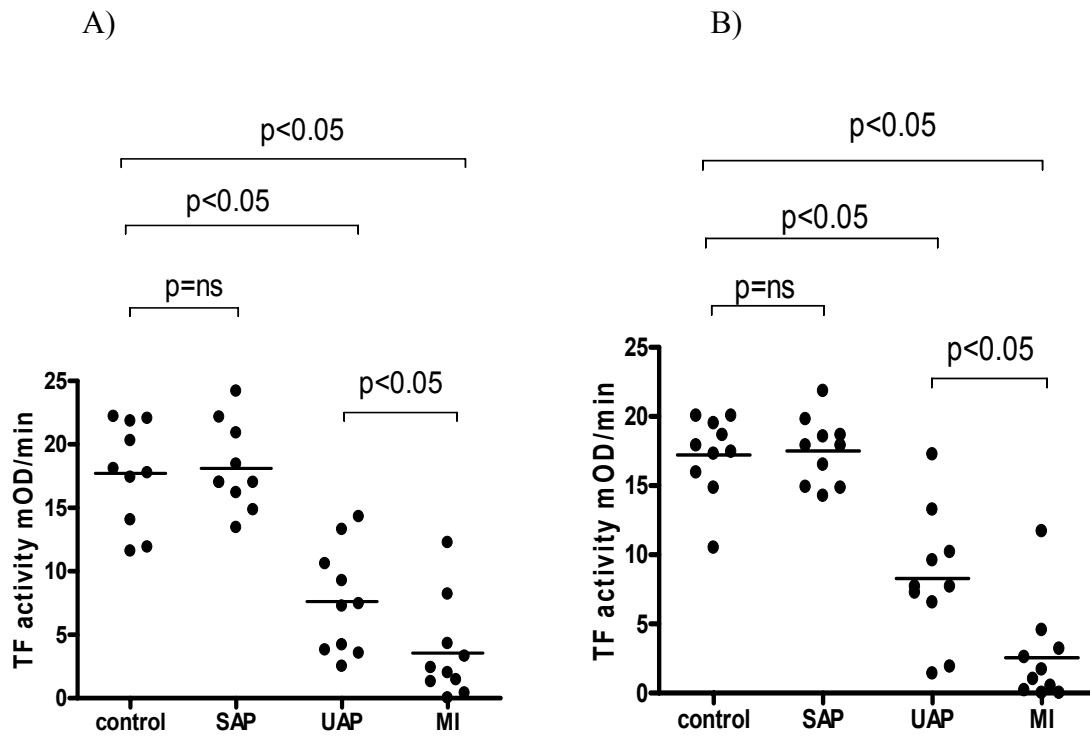 A)
p<0.05
p<0.05
p=ns
p<0.05
25
20
15
10
5
0
TF activity mOD/min
control SAP UAP MI
B)
p<0.05
p<0.05
p=ns
p<0.05
25
20
15
10
5
0
TF activity mOD/min
control SAP UAP MI